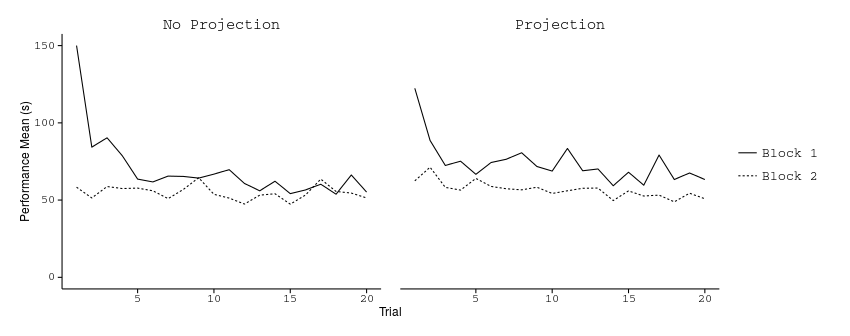 No Projection
Projection
150
100
50
0
Performance Mean (s)
5
10
15
20
5
10
15
20
Trial
Block 1
Block 2